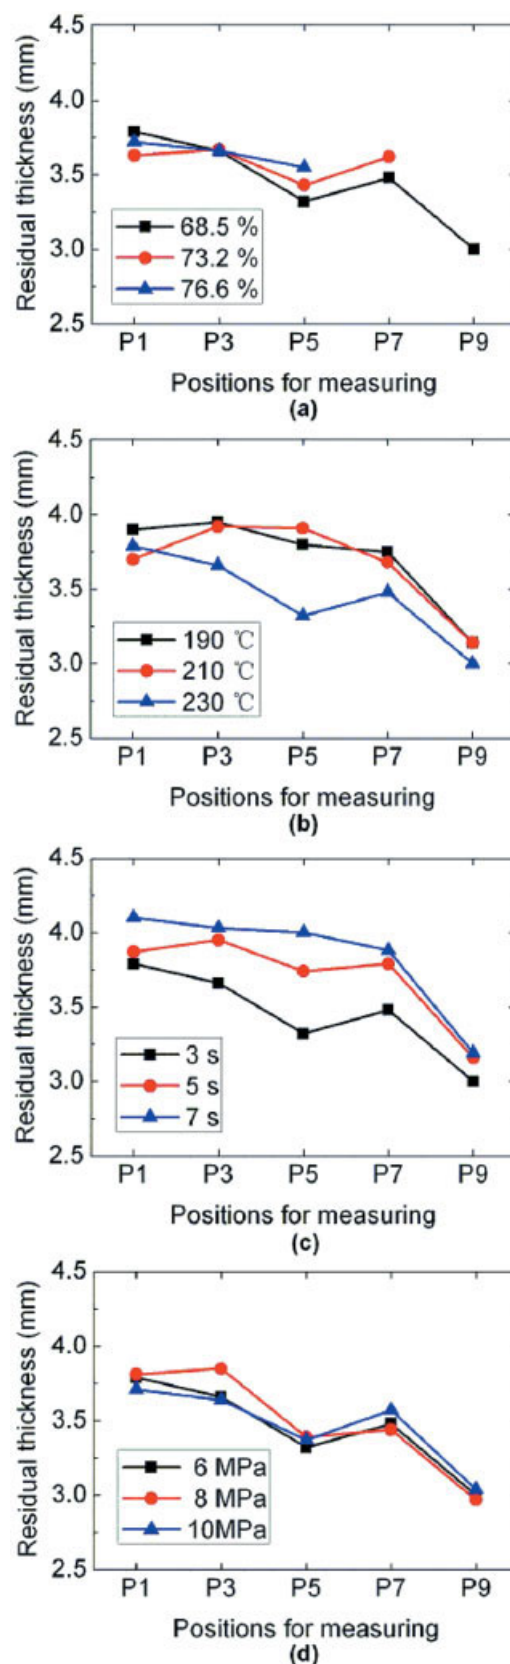 4.5
4.0
3.5
3.0
2.5
Residual thickness (mm)
68.5 %
73.2 %
76.6 %
P1 P3 P5 P7 P9
Positions for measuring
(a)
4.5
4.0
3.5
3.0
2.5
Residual thickness (mm)
190 ℃
210 ℃
230 ℃
P1 P3 P5 P7 P9
Positions for measuring
(b)
4.5
4.0
3.5
3.0
2.5
Residual thickness (mm)
3 s
5 s
7 s
P1 P3 P5 P7 P9
Positions for measuring
(c)
4.5
4.0
3.5
3.0
2.5
Residual thickness (mm)
6 MPa
8 MPa
10MPa
P1 P3 P5 P7 P9
Positions for measuring
(d)